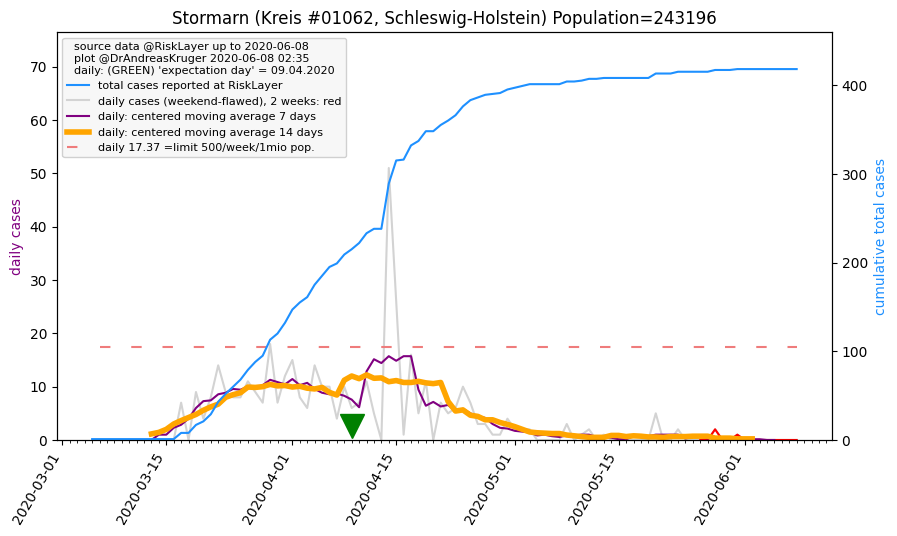 Stormarn (Kreis #01062, Schleswig-Holstein) Population=243196
source data @RiskLayer up to 2020-06-08
plot @DrAndreasKruger 2020-06-08 02:35
daily: (GREEN) 'expectation day' = 09.04.2020
total cases reported at RiskLayer
daily cases (weekend-flawed), 2 weeks: red
daily: centered moving average 7 days
daily: centered moving average 14 days
daily 17.37 =limit 500/week/1mio pop.
70
60
50
40
30
20
10
0
daily cases
400
300
200
100
0
cumulative total cases
2020-03-01
2020-03-15
2020-04-01
2020-04-15
2020-05-01
2020-05-15
2020-06-01